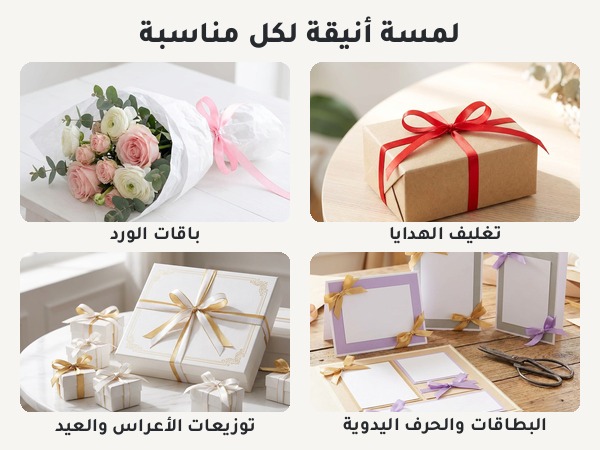 لمسة أنيقة لكل مناسبة
تغليف الهدايا
باقات الورد
البطاقات والحرف اليدوية
توزيعات الأعراس والعيد